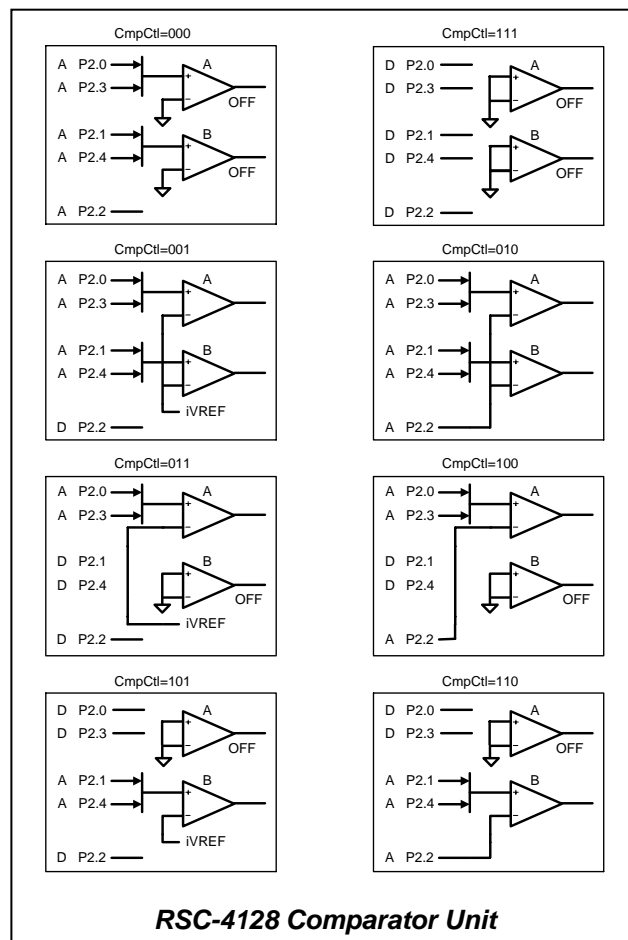 CmpCtl=000
A P2.0
A P2.3
A
+
−
OFF
A P2.1
A P2.4
B
+
−
OFF
A P2.2
CmpCtl=111
D P2.0
D P2.3
A
+
−
OFF
D P2.1
D P2.4
B
+
−
OFF
D P2.2
CmpCtl=001
A P2.0
A P2.3
A
+
−
A P2.1
A P2.4
B
+
−
iVREF
D P2.2
CmpCtl=010
A P2.0
A P2.3
A
+
−
A P2.1
A P2.4
B
+
−
A P2.2
CmpCtl=011
A P2.0
A P2.3
A
+
−
D P2.1
D P2.4
B
+
−
OFF
iVREF
D P2.2
CmpCtl=100
A P2.0
A P2.3
A
+
−
D P2.1
D P2.4
B
+
−
OFF
A P2.2
CmpCtl=101
D P2.0
D P2.3
A
+
−
OFF
A P2.1
A P2.4
B
+
−
iVREF
D P2.2
CmpCtl=110
D P2.0
D P2.3
A
+
−
OFF
A P2.1
A P2.4
B
+
−
A P2.2
RSC-4128 Comparator Unit